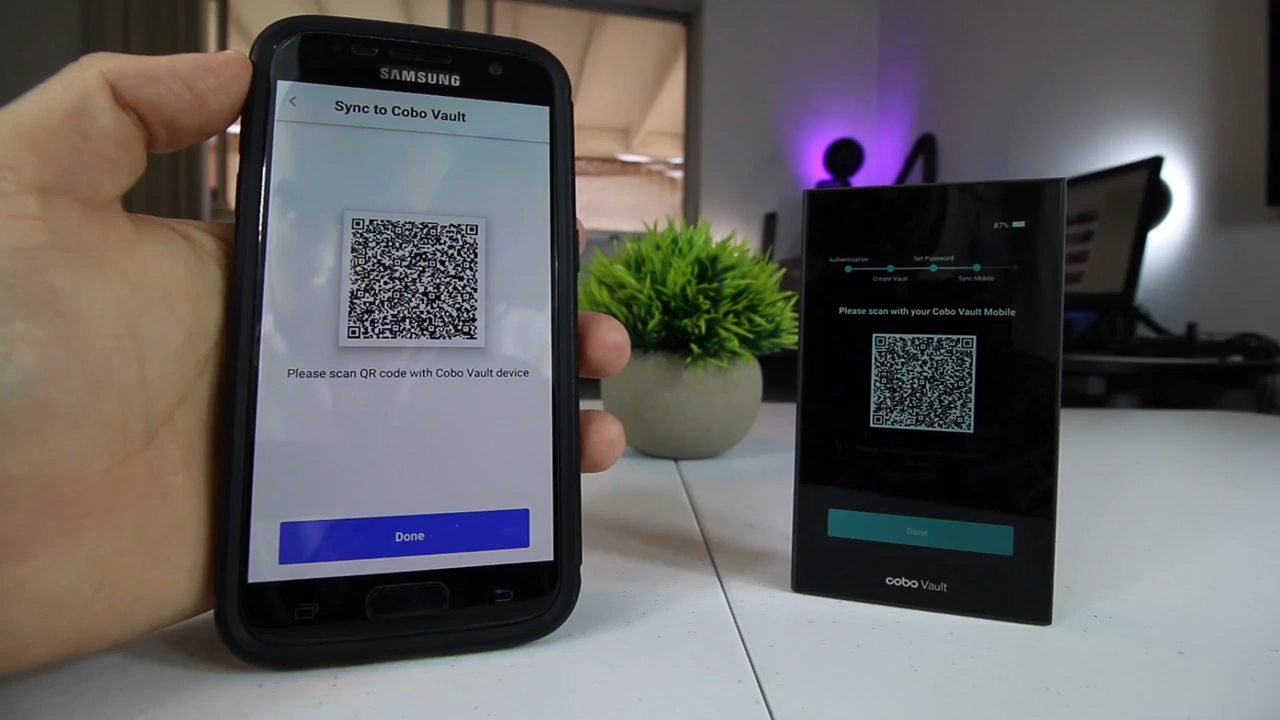 SAMSUNG
Sync to Cobo Vault
Please scan QR code with Cobo Vault device
Done
87%
Authentication
Set Password
Create Vault
Sync Mobile
Please scan with your Cobo Vault Mobile
Done
cobo Vault